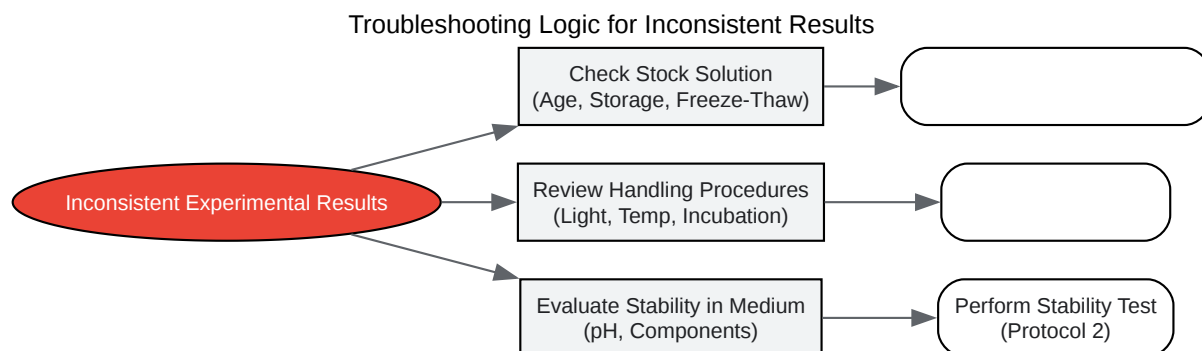 Troubleshooting Logic for Inconsistent Results
Check Stock Solution
(Age, Storage, Freeze-Thaw)
Inconsistent Experimental Results
Review Handling Procedures
(Light, Temp, Incubation)
Evaluate Stability in Medium
(pH, Components)
Perform Stability Test
(Protocol 2)